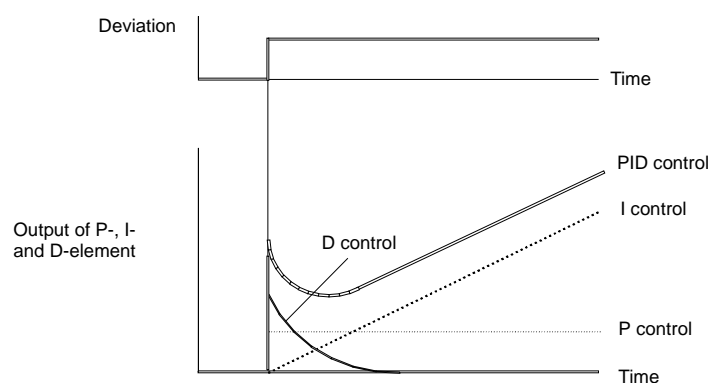 Deviation
Time
PID control
I control
Output of P-, I-
and D-element
D control
P control
Time